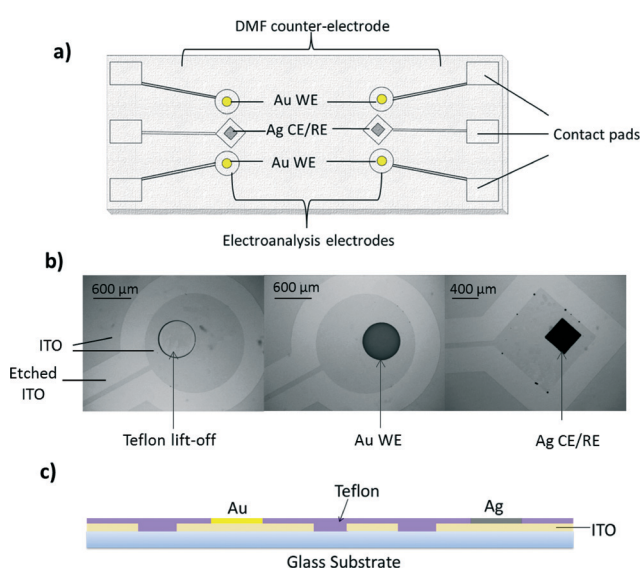 DMF counter-electrode
a)
Au WE
Ag CE/RE
Contact pads
Au WE
Electroanalysis electrodes
b)
600 µm
600 µm
400 µm
ITO
Etched
ITO
Teflon lift-off
Au WE
Ag CE/RE
c)
Teflon
Au
Ag
ITO
Glass Substrate